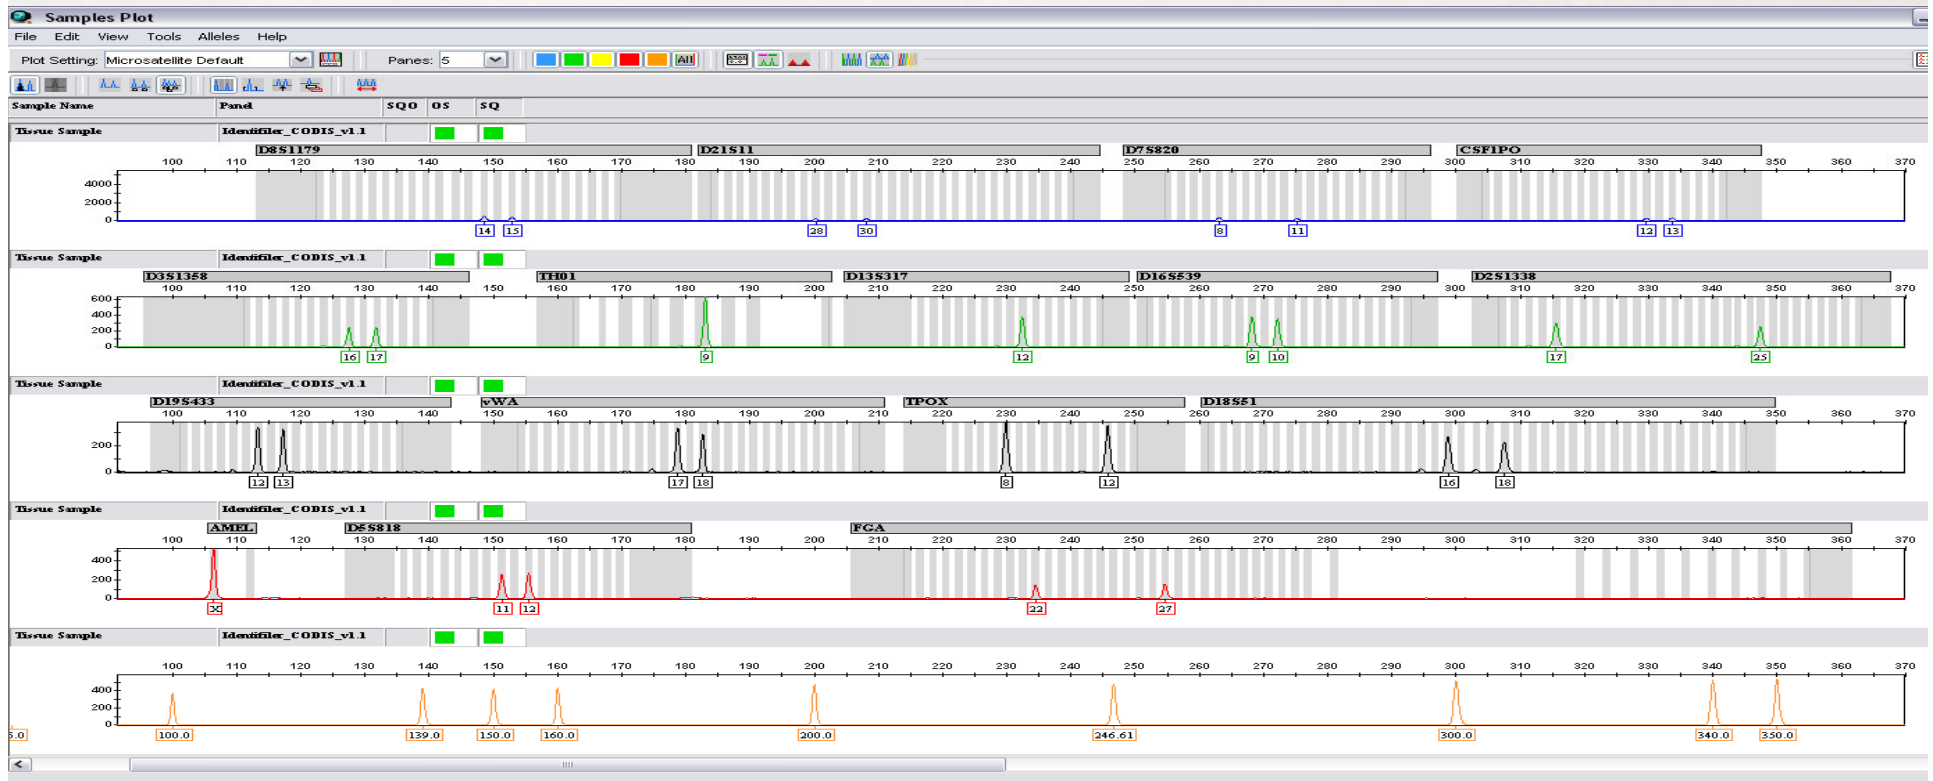 Samples Plot
File Edit View Tools Alleles Help
Plot Setting: Microsatellite Default Panes: 5 All
Sample Name Panel SQO OS SQ
Tissue Sample Identifiler_CODIS_v1.1
D8S1179 D21S11 D7S820 CSF1PO
100 110 120 130 140 150 160 170 180 190 200 210 220 230 240 250 260 270 280 290 300 310 320 330 340 350 360 370
4000
2000
0
14 15 28 30 8 11 12 13
Tissue Sample Identifiler_CODIS_v1.1
D3S1358 TH01 D13S317 D16S539 D2S1338
100 110 120 130 140 150 160 170 180 190 200 210 220 230 240 250 260 270 280 290 300 310 320 330 340 350 360 370
600
400
200
0
16 17 9 12 9 10 17 25
Tissue Sample Identifiler_CODIS_v1.1
D19S433 vWA TPOX D18S51
100 110 120 130 140 150 160 170 180 190 200 210 220 230 240 250 260 270 280 290 300 310 320 330 340 350 360 370
200
0
12 13 17 18 8 12 16 18
Tissue Sample Identifiler_CODIS_v1.1
AMEL D5S818 FGA
100 110 120 130 140 150 160 170 180 190 200 210 220 230 240 250 260 270 280 290 300 310 320 330 340 350 360 370
400
200
0
X 11 12 22 27
Tissue Sample Identifiler_CODIS_v1.1
100 110 120 130 140 150 160 170 180 190 200 210 220 230 240 250 260 270 280 290 300 310 320 330 340 350 360 370
400
200
0
5.0 100.0 139.0 150.0 160.0 200.0 246.61 300.0 340.0 350.0